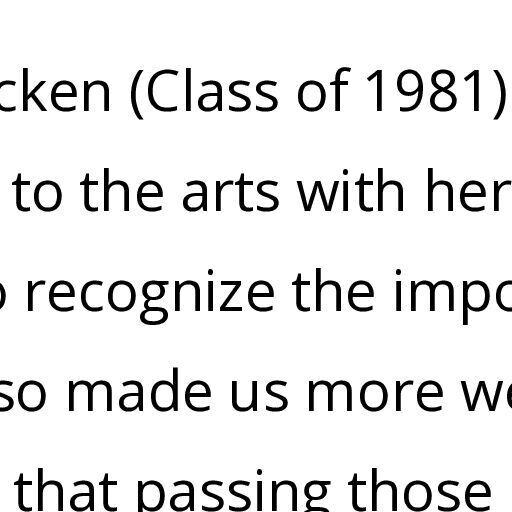 cken (Class of 1981)
to the arts with her
o recognize the impo
so made us more we
that passing those